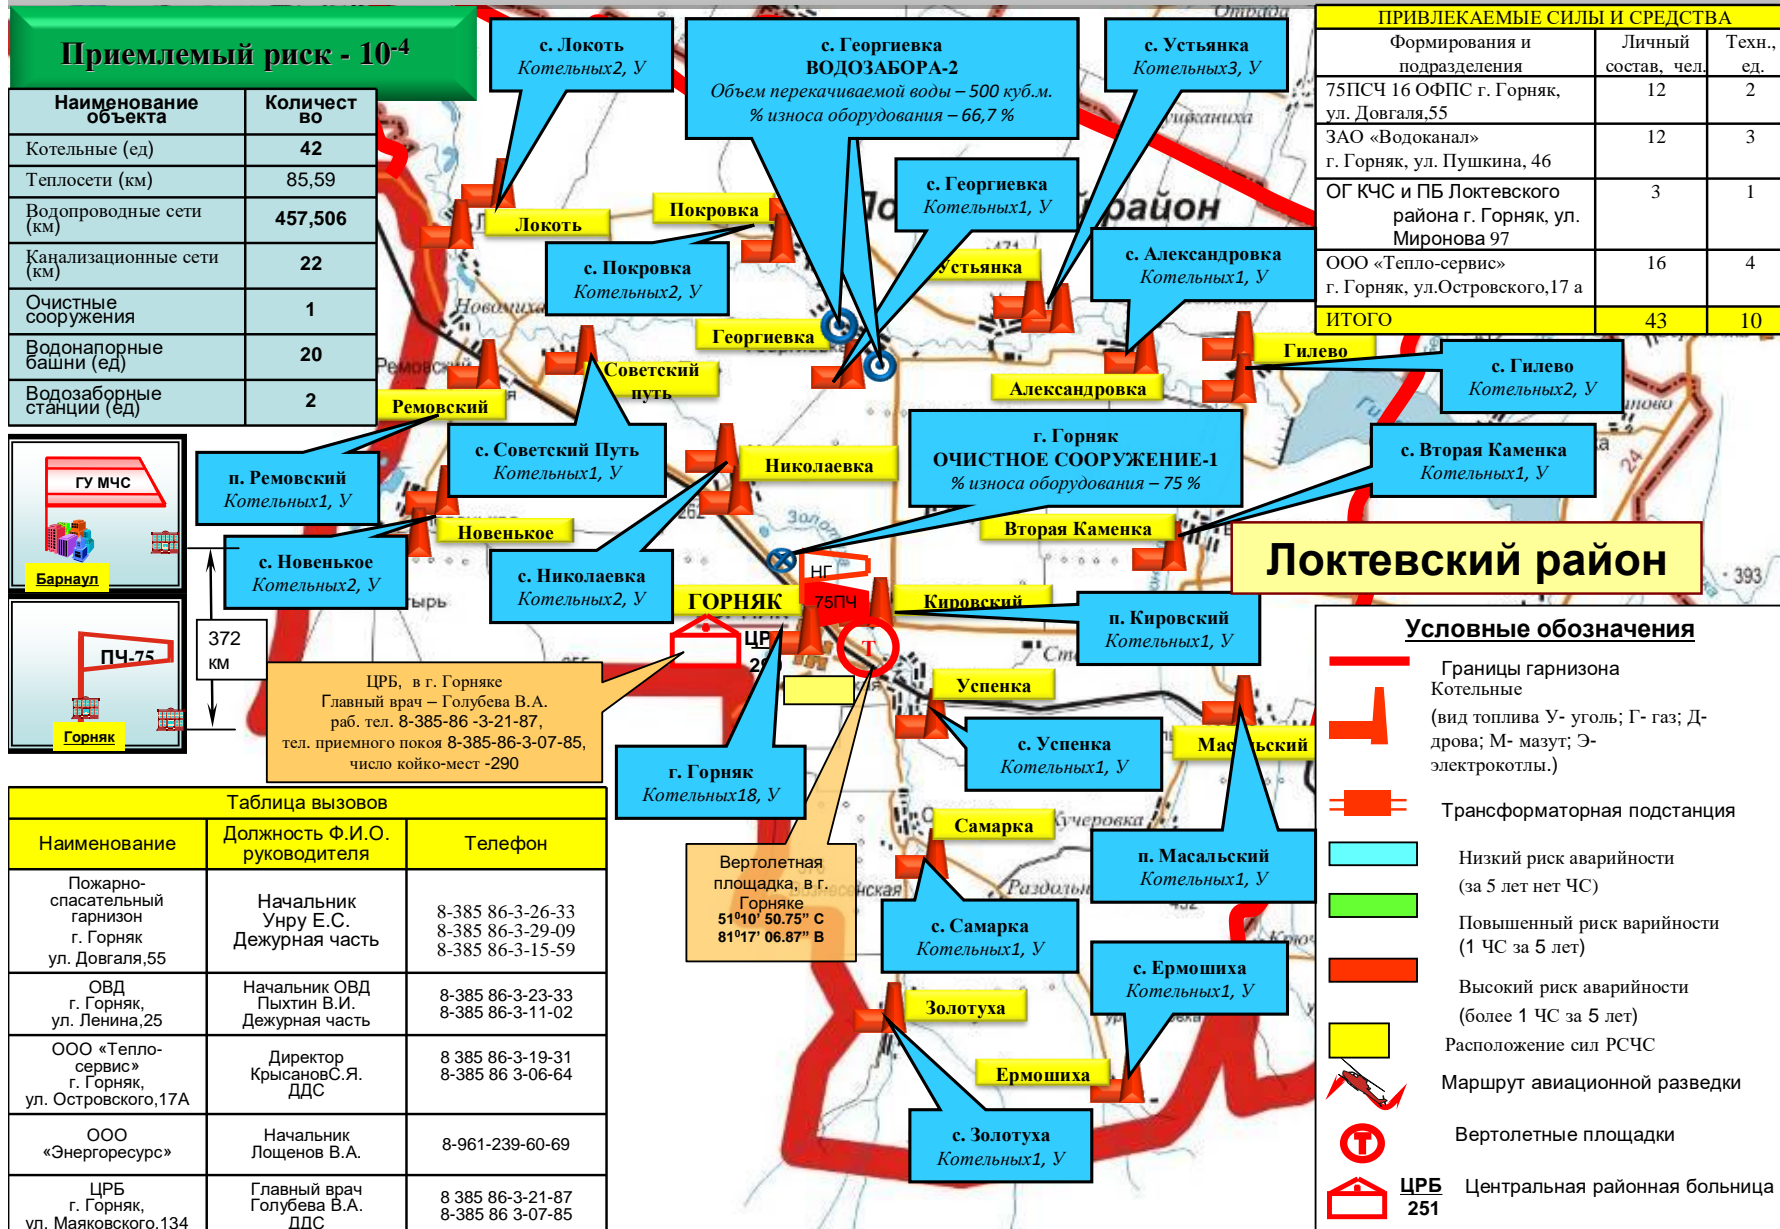 Приемлемый риск - 10-4
Наименование объекта
Количест
во
Котельные (ед)
42
Теплосети (км)
85,59
Водопроводные сети
(км)
457,506
Канализационные сети
(км)
22
Очистные
сооружения
1
Водонапорные
башни (ед)
20
Водозаборные
станции (ед)
2
ГУ МЧС
Барнаул
ПЧ-75
Горняк
372
км
с. Локоть
Котельных2, У
с. Георгиевка
ВОДОЗАБОРА-2
Объем перекачиваемой воды – 500 куб.м.
% износа оборудования – 66,7 %
с. Устьянка
Котельных3, У
Отрада
с. Георгиевка
Котельных1, У
район
Локоть
Покровка
с. Покровка
Котельных2, У
Устьянка
с. Александровка
Котельных1, У
Георгиевка
Советский
путь
Ремовский
Ремовский
Александровка
Гилево
с. Гилево
Котельных2, У
п. Ремовский
Котельных1, У
с. Советский Путь
Котельных1, У
Николаевка
г. Горняк
ОЧИСТНОЕ СООРУЖЕНИЕ-1
% износа оборудования – 75 %
с. Вторая Каменка
Котельных1, У
24
Новенькое
262
Вторая Каменка
с. Новенькое
Котельных2, У
с. Николаевка
Котельных2, У
НГ
75ПЧ
ГОРНЯК
Кировский
п. Кировский
Котельных1, У
393
Локтевский район
ЦРБ, в г. Горняке
Главный врач – Голубева В.А.
раб. тел. 8-385-86 -3-21-87,
тел. приемного покоя 8-385-86-3-07-85,
число койко-мест -290
Т
Успенка
с. Успенка
Котельных1, У
Масальский
г. Горняк
Котельных18, У
Самарка
Кучеровка
п. Масальский
Котельных1, У
Вертолетная
площадка, в г.
Горняке
51⁰10' 50.75” С
81⁰17' 06.87” В
с. Самарка
Котельных1, У
с. Ермошиха
Котельных1, У
Золотуха
Ермошиха
с. Золотуха
Котельных1, У
ПРИВЛЕКАЕМЫЕ СИЛЫ И СРЕДСТВА
Формирования и
подразделения
Личный
состав, чел.
Техн.,
ед.
75ПСЧ 16 ОФПС г. Горняк,
ул. Довгаля,55
12
2
ЗАО «Водоканал»
г. Горняк, ул. Пушкина, 46
12
3
ОГ КЧС и ПБ Локтевского
района г. Горняк, ул.
Миронова 97
3
1
ООО «Тепло-сервис»
г. Горняк, ул.Островского,17 а
16
4
ИТОГО
43
10
Таблица вызовов
Наименование
Должность Ф.И.О.
руководителя
Телефон
Пожарно-
спасательный
гарнизон
г. Горняк
ул. Довгаля,55
Начальник
Унру Е.С.
Дежурная часть
8-385 86-3-26-33
8-385 86-3-29-09
8-385 86-3-15-59
ОВД
г. Горняк,
ул. Ленина,25
Начальник ОВД
Пыхтин В.И.
Дежурная часть
8-385 86-3-23-33
8-385 86-3-11-02
ООО «Тепло-
сервис»
г. Горняк,
ул. Островского,17А
Директор
КрысановС.Я.
ДДС
8 385 86-3-19-31
8-385 86 3-06-64
ООО
«Энергоресурс»
Начальник
Лощенов В.А.
8-961-239-60-69
ЦРБ
г. Горняк,
ул. Маяковского,134
Главный врач
Голубева В.А.
ДДС
8 385 86-3-21-87
8-385 86 3-07-85
Условные обозначения
Границы гарнизона
Котельные
(вид топлива У- уголь; Г- газ; Д-
дрова; М- мазут; Э-
электрокотлы.)
Трансформаторная подстанция
Низкий риск аварийности
(за 5 лет нет ЧС)
Повышенный риск варийности
(1 ЧС за 5 лет)
Высокий риск аварийности
(более 1 ЧС за 5 лет)
Расположение сил РСЧС
Маршрут авиационной разведки
Вертолетные площадки
ЦРБ
251
Центральная районная больница